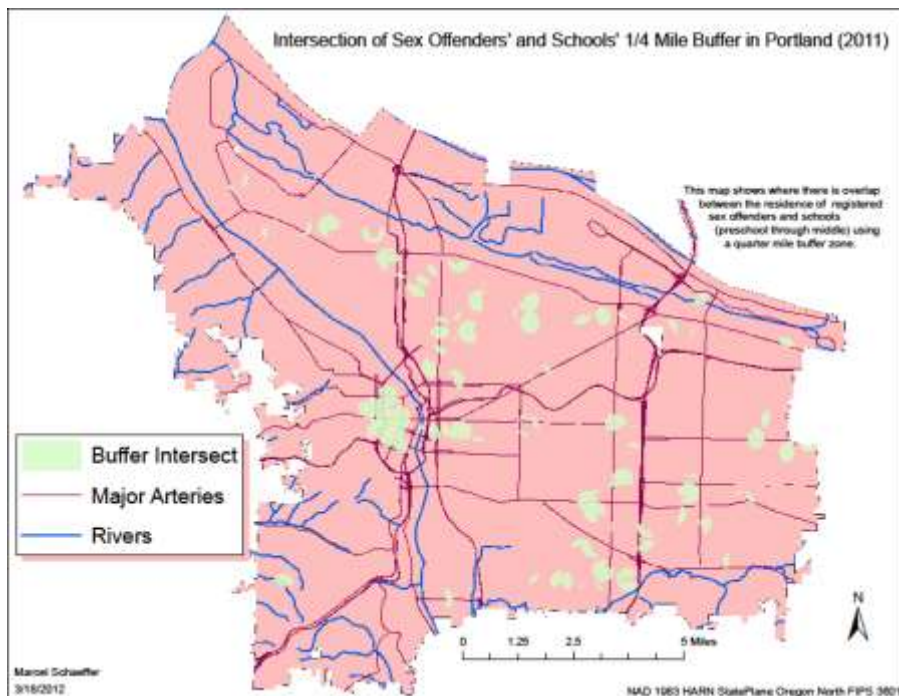 Intersection of Sex Offenders' and Schools' 1/4 Mile Buffer in Portland (2011)
This map shows where there is overlap
between the residence of registered
sex offenders and schools
(preschool through middle) using
a quarter mile buffer zone.
Buffer Intersect
Major Arteries
Rivers
N
0 1.25 2.5 5 Miles
Marcel Schaeffer
3/18/2012
NAD 1983 HARN StatePlane Oregon North FIPS 3601